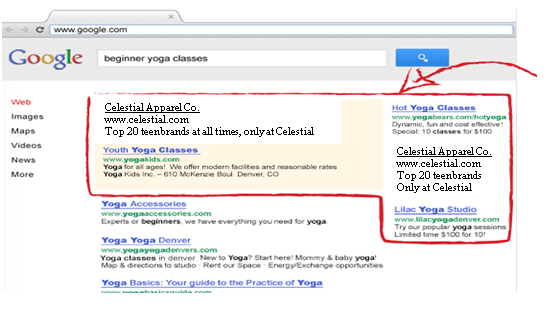 www.google.com
Google
beginner yoga classes
Web
Images
Maps
Videos
News
More
Celestial Apparel Co.
www.celestial.com
Top 20 teenbrands at all times, only at Celestial
Youth Yoga Classes
www.yogakids.com
Yoga for all ages! We offer modern facilities and reasonable rates
Yoga Kids Inc. – 610 McKenzie Boul. Denver, CO
Yoga Accessories
www.yogaaccessories.com
Experts or beginners, we have everything you need for yoga.
Yoga Yoga Denver
www.yogayogadenvers.com
Yoga classes in denver. New to Yoga? Start here! Mommy & baby yoga!
Map & directions to studio · Rent our Space · Energy/Exchange opportunities
Yoga Basics: Your guide to the Practice of Yoga
www.yogabasicsguide.com
Hot Yoga Classes
www.yogabears.com/hotyoga
Dynamic, fun and cost effective!
Special: 10 classes for $100
Celestial Apparel Co.
www.celestial.com
Top 20 teenbrands
Only at Celestial
Lilac Yoga Studio
www.lilacyogadenver.com
Try our popular yoga sessions
Limited time $100 for 10!